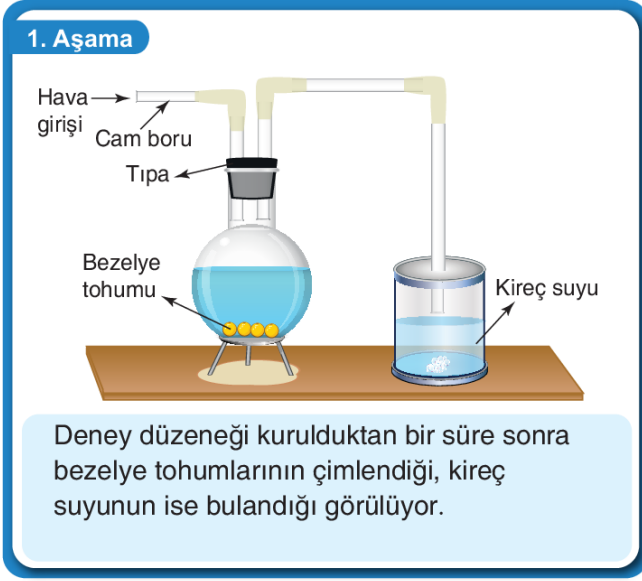 1. Aşama
Hava
girişi
Cam boru
Tıpa
Bezelye
tohumu
Kireç suyu
Deney düzeneği kurulduktan bir süre sonra
bezelye tohumlarının çimlendiği, kireç
suyunun ise bulandığı görülüyor.